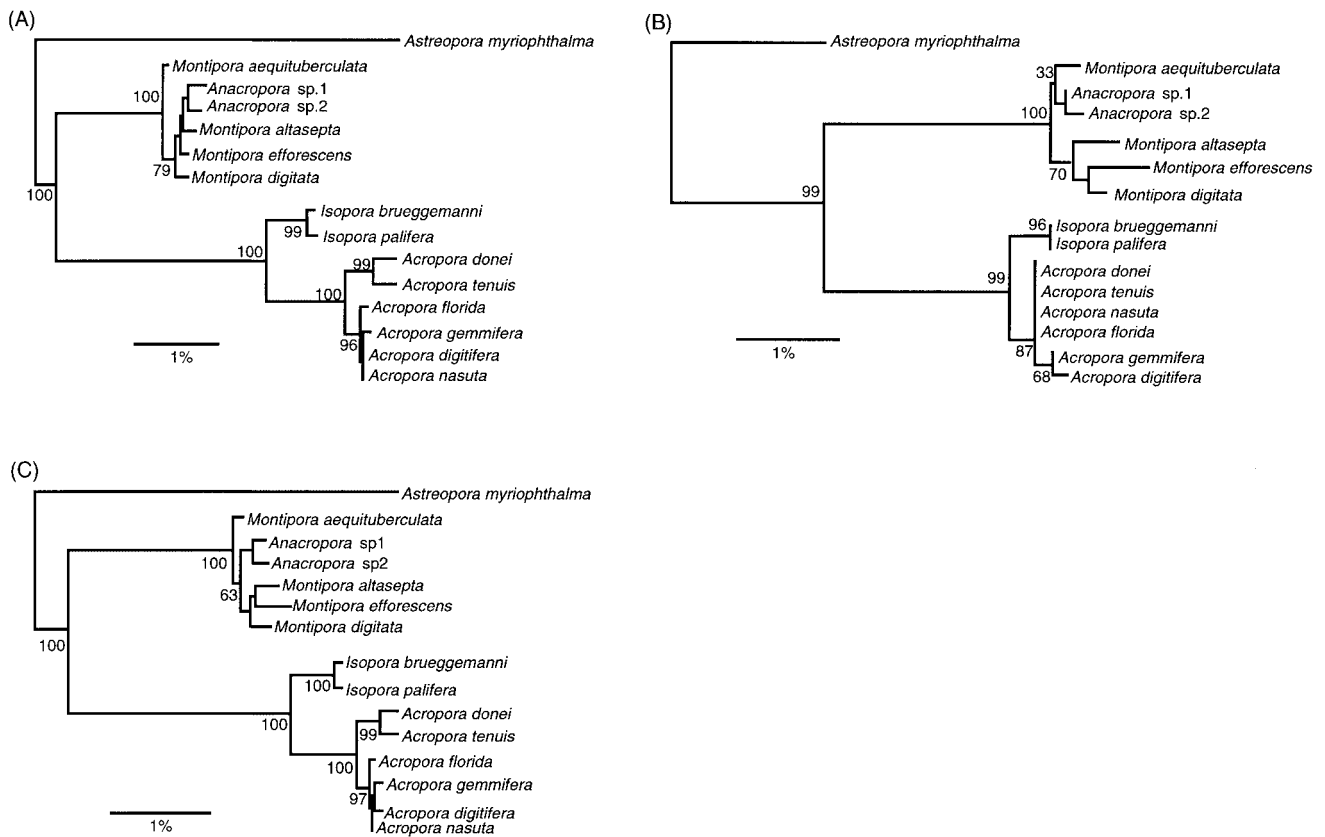 (A)
Astreopora myriophthalma
Montipora aequituberculata
100
Anacropora sp.1
Anacropora sp.2
Montipora altasepta
Montipora efforescens
79
Montipora digitata
100
Isopora brueggemanni
99
Isopora palifera
100
Acropora donei
99
Acropora tenuis
100
Acropora florida
Acropora gemmifera
96
Acropora digitifera
Acropora nasuta
1%
(B)
Astreopora myriophthalma
33
Montipora aequituberculata
Anacropora sp.1
100
Anacropora sp.2
Montipora altasepta
70
Montipora efforescens
Montipora digitata
99
96
Isopora brueggemanni
Isopora palifera
99
Acropora donei
Acropora tenuis
Acropora nasuta
Acropora florida
87
Acropora gemmifera
68
Acropora digitifera
1%
(C)
Astreopora myriophthalma
Montipora aequituberculata
Anacropora sp1
100
Anacropora sp2
Montipora altasepta
63
Montipora efforescens
Montipora digitata
100
Isopora brueggemanni
100
Isopora palifera
100
Acropora donei
99
Acropora tenuis
100
Acropora florida
Acropora gemmifera
97
Acropora digitifera
Acropora nasuta
1%